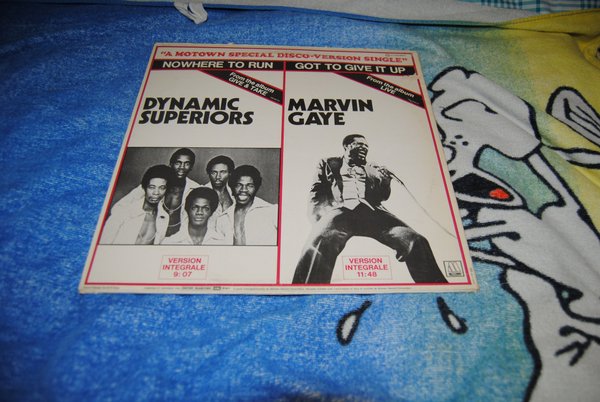 "A MOTOWN SPECIAL DISCO-VERSION SINGLE"
NOWHERE TO RUN
From the album
GIVE & TAKE
DYNAMIC
SUPERIORS
VERSION
INTEGRALE
9: 07
GOT TO GIVE IT UP
From the album
LIVE
MARVIN
GAYE
VERSION
INTEGRALE
11:48